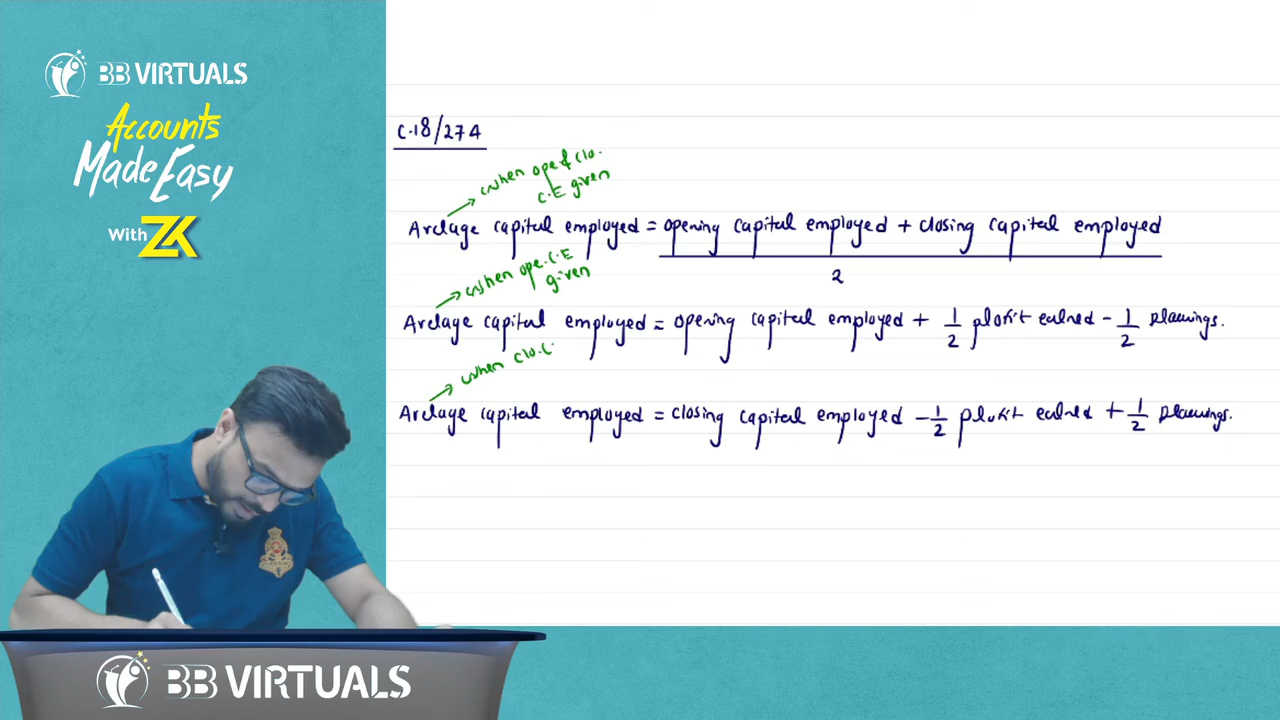 BB VIRTUALS
Accounts
Made Easy
With ZK
C.18/274
when ope & clo.
C.E given
Average capital employed = opening capital employed + closing capital employed
2
when ope. C.E
given
Average capital employed = opening capital employed + 1/2 profit earned - 1/2 drawings.
when clo. C
Average capital employed = closing capital employed - 1/2 profit earned + 1/2 drawings.
BB VIRTUALS